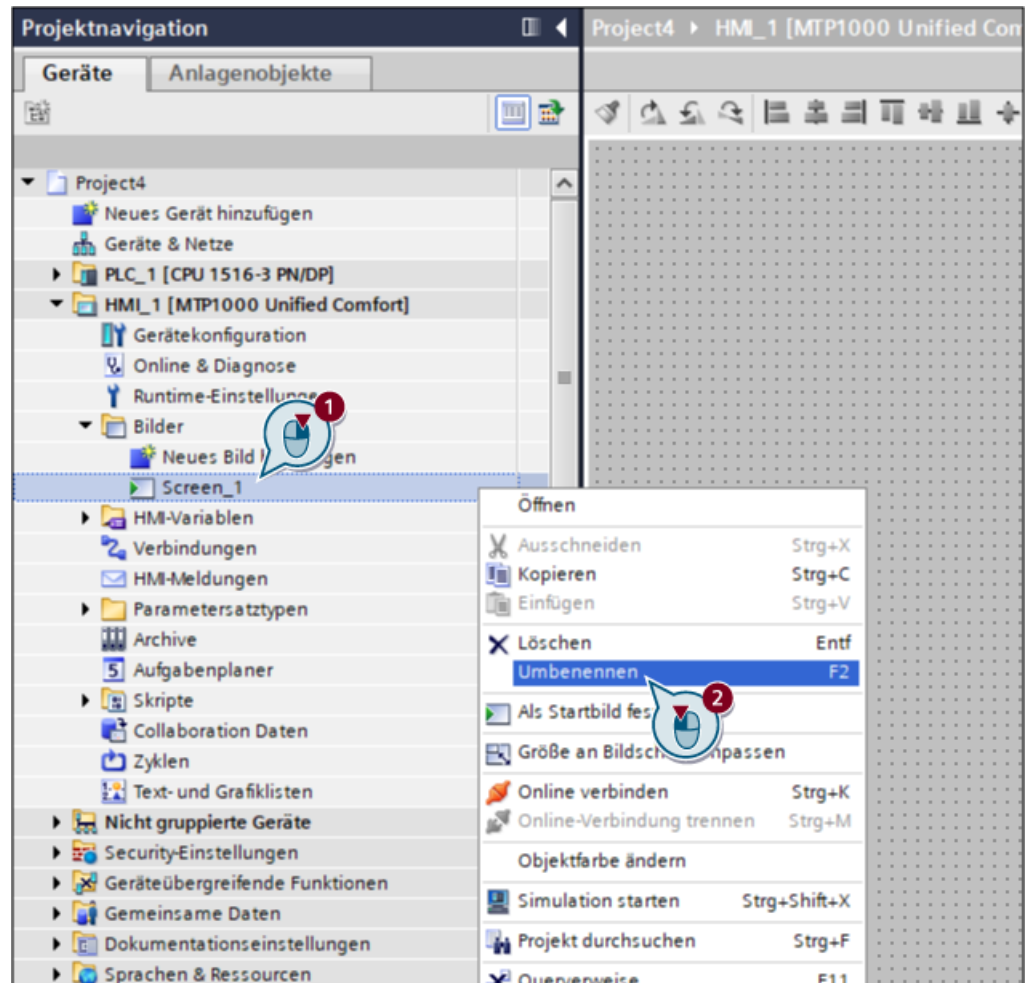 Projektnavigation
Project4 ▸ HMI_1 [MTP1000 Unified Com
Geräte
Anlagenobjekte
Project4
Neues Gerät hinzufügen
Geräte & Netze
PLC_1 [CPU 1516-3 PN/DP]
HMI_1 [MTP1000 Unified Comfort]
Gerätekonfiguration
Online & Diagnose
Runtime-Einstellunge
1
Bilder
Neues Bild gen
Screen_1
HMI-Variablen
Verbindungen
HMI-Meldungen
Parametersatztypen
Archive
5 Aufgabenplaner
Skripte
Collaboration Daten
Zyklen
Text- und Grafiklisten
Nicht gruppierte Geräte
Security-Einstellungen
Geräteübergreifende Funktionen
Gemeinsame Daten
Dokumentationseinstellungen
Sprachen & Ressourcen
Öffnen
Ausschneiden Strg+X
Kopieren Strg+C
Einfügen Strg+V
Löschen Entf
Umbenennen F2
2
Als Startbild fes
Größe an Bildsch npassen
Online verbinden Strg+K
Online-Verbindung trennen Strg+M
Objektfarbe ändern
Simulation starten Strg+Shift+X
Projekt durchsuchen Strg+F
Querverweise F11